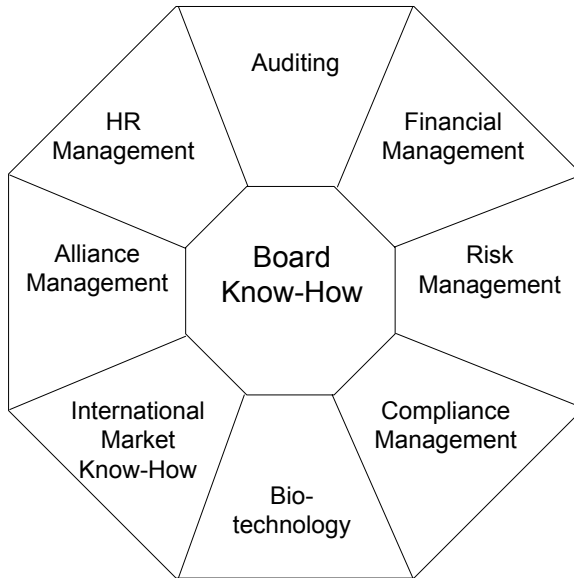 Auditing
Financial
Management
Risk
Management
Compliance
Management
Bio-
technology
International
Market
Know-How
Alliance
Management
HR
Management
Board
Know-How